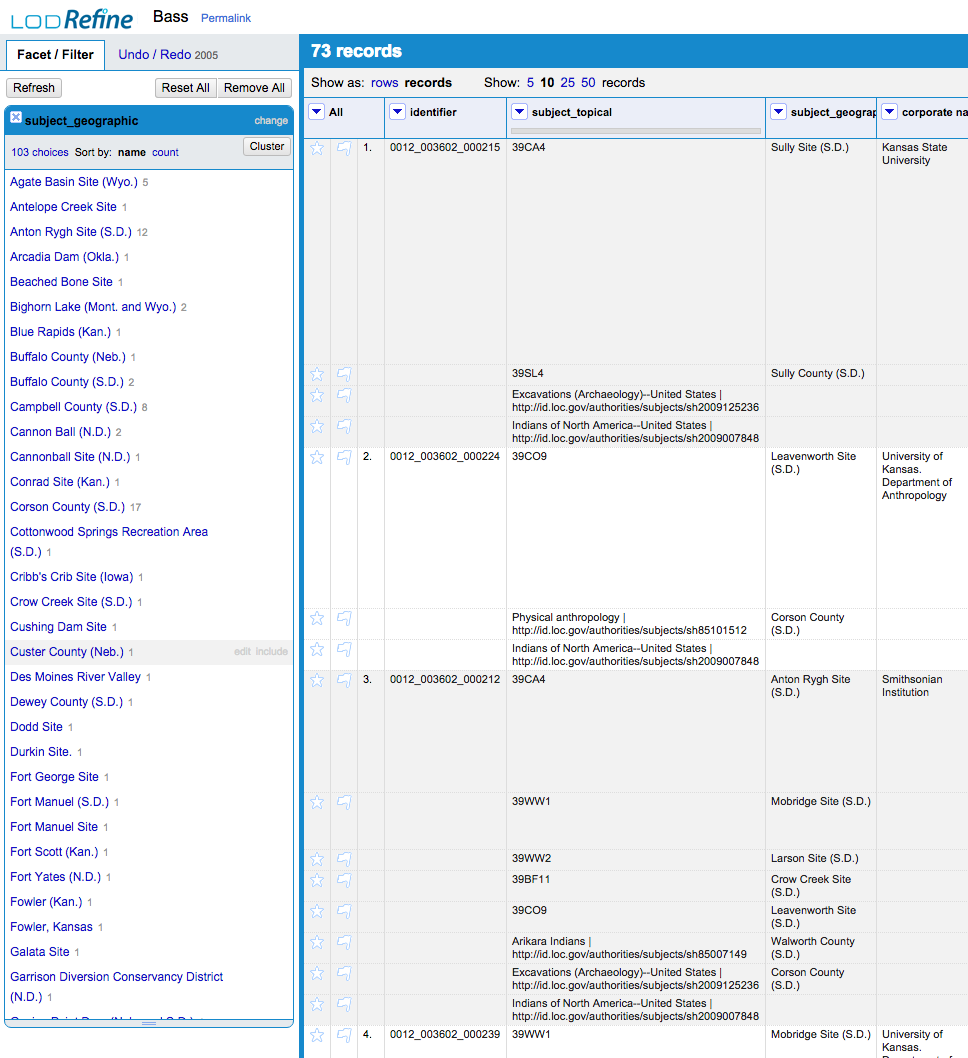 LODRefine Bass Permalink
Facet / Filter Undo / Redo 2005
Refresh Reset All Remove All
subject_geographic change
103 choices Sort by: name count Cluster
Agate Basin Site (Wyo.) 5
Antelope Creek Site 1
Anton Rygh Site (S.D.) 12
Arcadia Dam (Okla.) 1
Beached Bone Site 1
Bighorn Lake (Mont. and Wyo.) 2
Blue Rapids (Kan.) 1
Buffalo County (Neb.) 1
Buffalo County (S.D.) 2
Campbell County (S.D.) 8
Cannon Ball (N.D.) 2
Cannonball Site (N.D.) 1
Conrad Site (Kan.) 1
Corson County (S.D.) 17
Cottonwood Springs Recreation Area
(S.D.) 1
Cribb's Crib Site (Iowa) 1
Crow Creek Site (S.D.) 1
Cushing Dam Site 1
Custer County (Neb.) 1 edit include
Des Moines River Valley 1
Dewey County (S.D.) 1
Dodd Site 1
Durkin Site. 1
Fort George Site 1
Fort Manuel (S.D.) 1
Fort Manuel Site 1
Fort Scott (Kan.) 1
Fort Yates (N.D.) 1
Fowler (Kan.) 1
Fowler, Kansas 1
Galata Site 1
Garrison Diversion Conservancy District
(N.D.) 1
73 records
Show as: rows records Show: 5 10 25 50 records
All identifier subject_topical subject_geograp corporate na
1. 0012_003602_000215 39CA4 Sully Site (S.D.) Kansas State
University
39SL4 Sully County (S.D.)
Excavations (Archaeology)--United States |
http://id.loc.gov/authorities/subjects/sh2009125236
Indians of North America--United States |
http://id.loc.gov/authorities/subjects/sh2009007848
2. 0012_003602_000224 39CO9 Leavenworth Site University of
(S.D.) Kansas.
Department of
Anthropology
Physical anthropology | Corson County
http://id.loc.gov/authorities/subjects/sh85101512 (S.D.)
Indians of North America--United States |
http://id.loc.gov/authorities/subjects/sh2009007848
3. 0012_003602_000212 39CA4 Anton Rygh Site Smithsonian
(S.D.) Institution
39WW1 Mobridge Site (S.D.)
39WW2 Larson Site (S.D.)
39BF11 Crow Creek Site
(S.D.)
39CO9 Leavenworth Site
(S.D.)
Arikara Indians | Walworth County
http://id.loc.gov/authorities/subjects/sh85007149 (S.D.)
Excavations (Archaeology)--United States | Corson County
http://id.loc.gov/authorities/subjects/sh2009125236 (S.D.)
Indians of North America--United States |
http://id.loc.gov/authorities/subjects/sh2009007848
4. 0012_003602_000239 39WW1 Mobridge Site (S.D.) University of
Kansas.